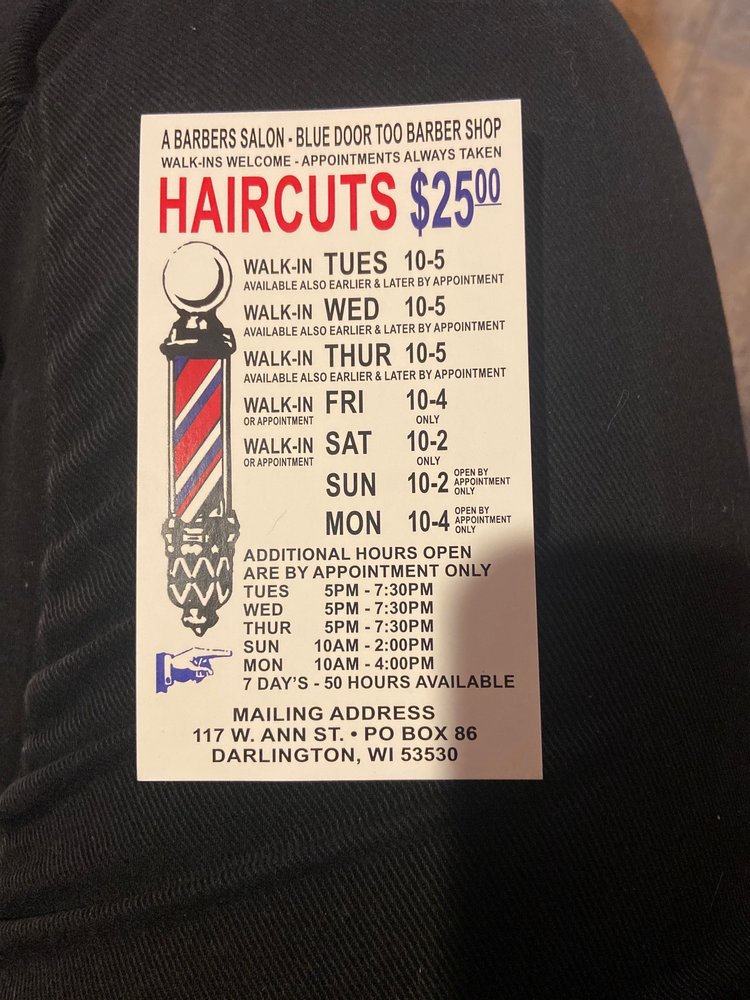 A BARBERS SALON - BLUE DOOR TOO BARBER SHOP
WALK-INS WELCOME - APPOINTMENTS ALWAYS TAKEN
HAIRCUTS $2500
WALK-IN TUES 10-5
AVAILABLE ALSO EARLIER & LATER BY APPOINTMENT
WALK-IN WED 10-5
AVAILABLE ALSO EARLIER & LATER BY APPOINTMENT
WALK-IN THUR 10-5
AVAILABLE ALSO EARLIER & LATER BY APPOINTMENT
WALK-IN FRI 10-4
OR APPOINTMENT ONLY
WALK-IN SAT 10-2
OR APPOINTMENT ONLY
SUN 10-2 OPEN BY APPOINTMENT ONLY
MON 10-4 OPEN BY APPOINTMENT ONLY
ADDITIONAL HOURS OPEN
ARE BY APPOINTMENT ONLY
TUES 5PM - 7:30PM
WED 5PM - 7:30PM
THUR 5PM - 7:30PM
SUN 10AM - 2:00PM
MON 10AM - 4:00PM
7 DAY'S - 50 HOURS AVAILABLE
MAILING ADDRESS
117 W. ANN ST. • PO BOX 86
DARLINGTON, WI 53530